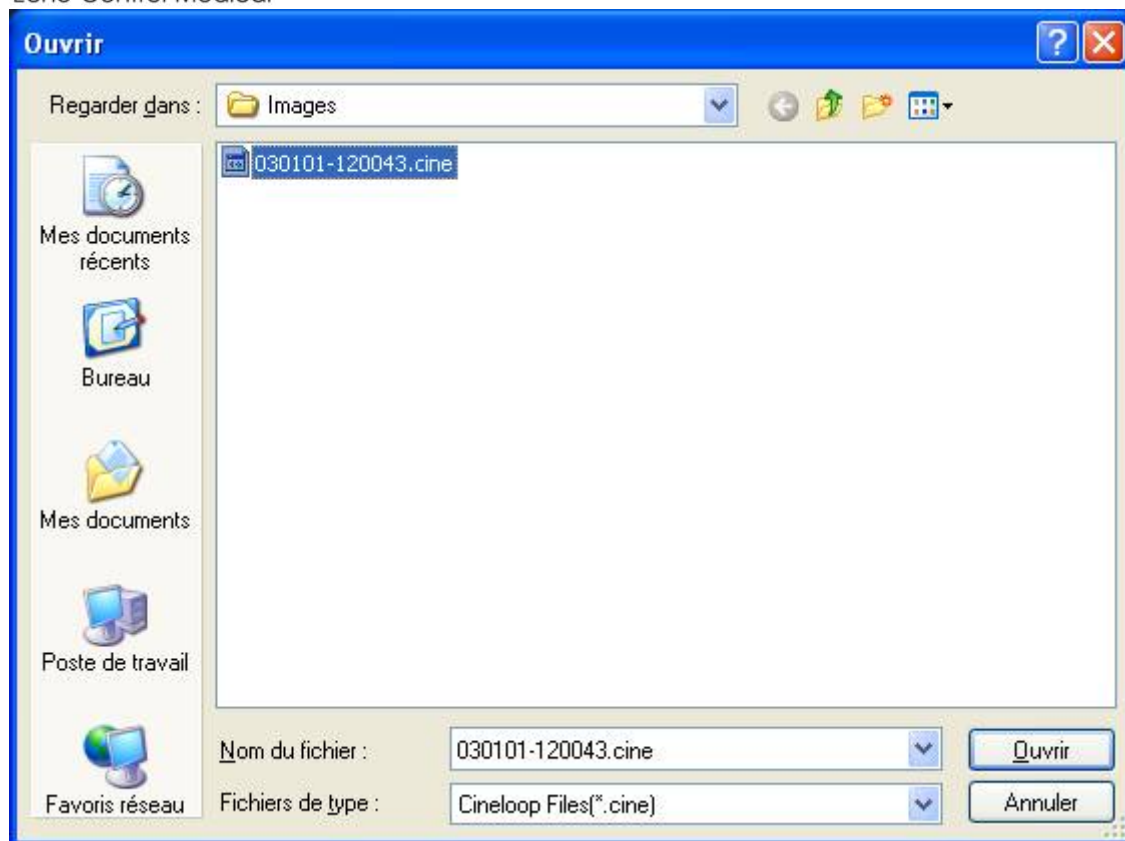 Ouvrir
Regarder dans :
Images
030101-120043.cine
Mes documents
récents
Bureau
Mes documents
Poste de travail
Favoris réseau
Nom du fichier :
030101-120043.cine
Ouvrir
Fichiers de type :
Cineloop Files(*.cine)
Annuler